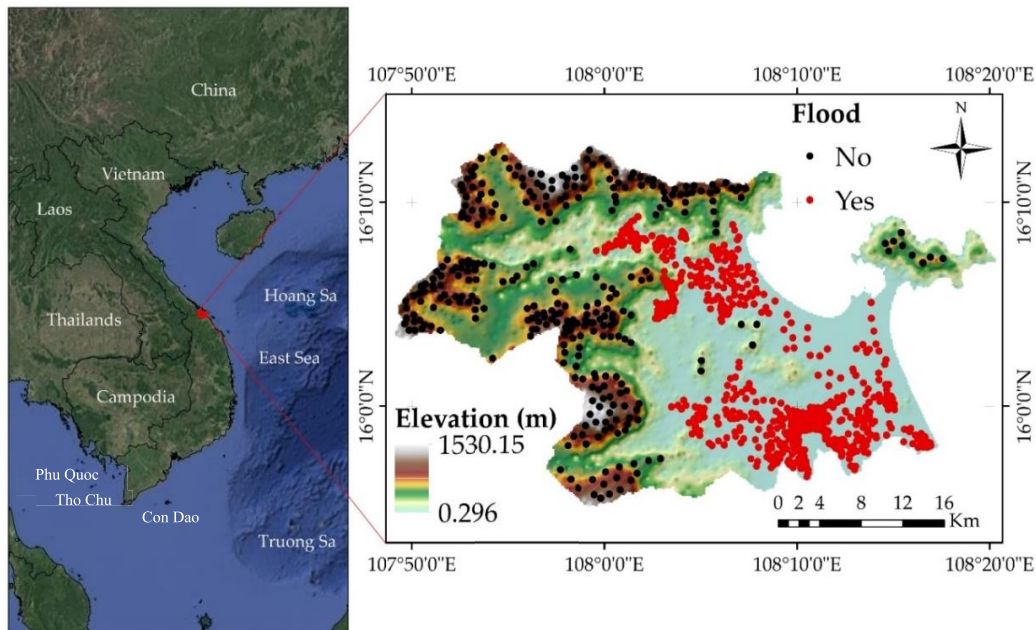 China
Vietnam
Laos
Hoang Sa
Thailands
East Sea
Campodia
Phu Quoc
Tho Chu
Con Dao
Truong Sa
107°50'0"E 108°0'0"E 108°10'0"E 108°20'0"E
Flood
N
No
Yes
16°10'0"N 16°10'0"N
16°0'0"N 16°0'0"N
Elevation (m)
1530.15
0.296
0 2 4 8 12 16
Km
107°50'0"E 108°0'0"E 108°10'0"E 108°20'0"E